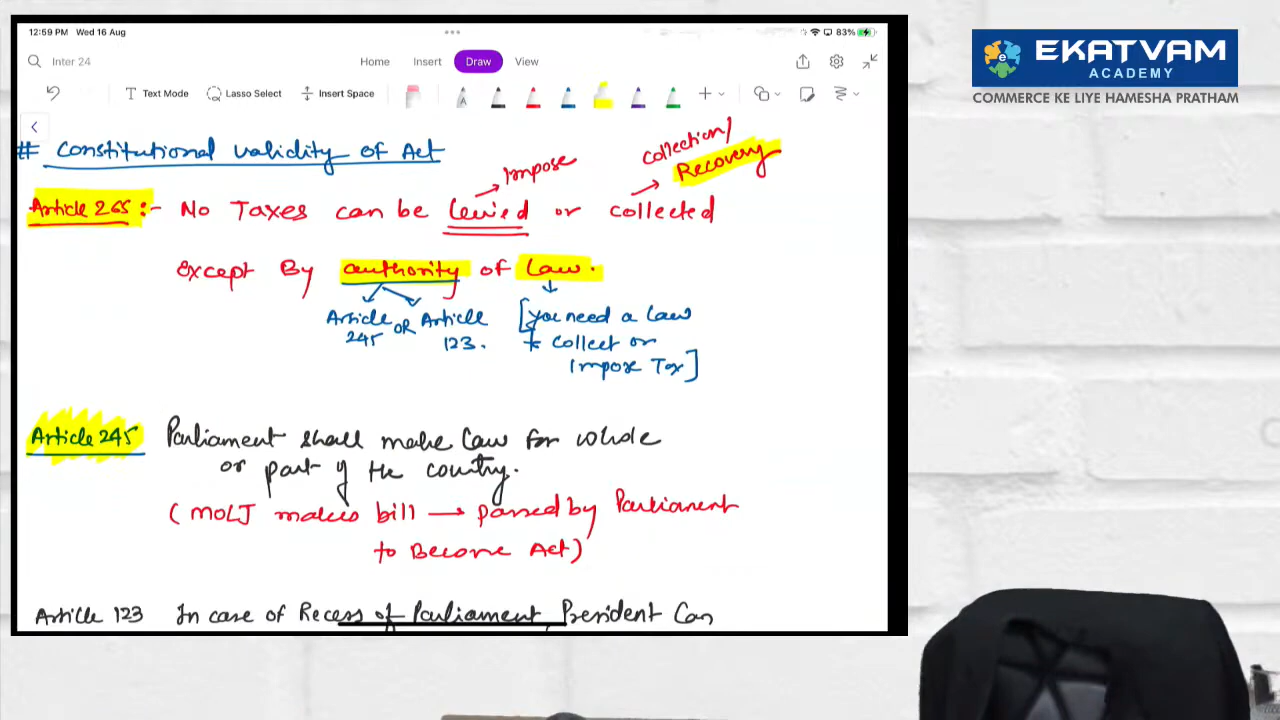 12:59 PM Wed 16 Aug
83%
EKATVAM
ACADEMY
COMMERCE KE LIYE HAMESHA PRATHAM
Inter 24
Home Insert Draw View
Text Mode Lasso Select Insert Space
# Constitutional validity of Act
Impose
Collection/
Recovery
Article 265 :- No Taxes can be levied or collected
Except By authority of Law.
Article 245 OR Article 123.
[you need a law
to collect or
Impose Tax]
Article 245 Parliament shall make law for whole
or part of the country.
(MOLJ makes bill → passed by Parliament
to Become Act)
Article 123 In case of Recess of Parliament, President Can